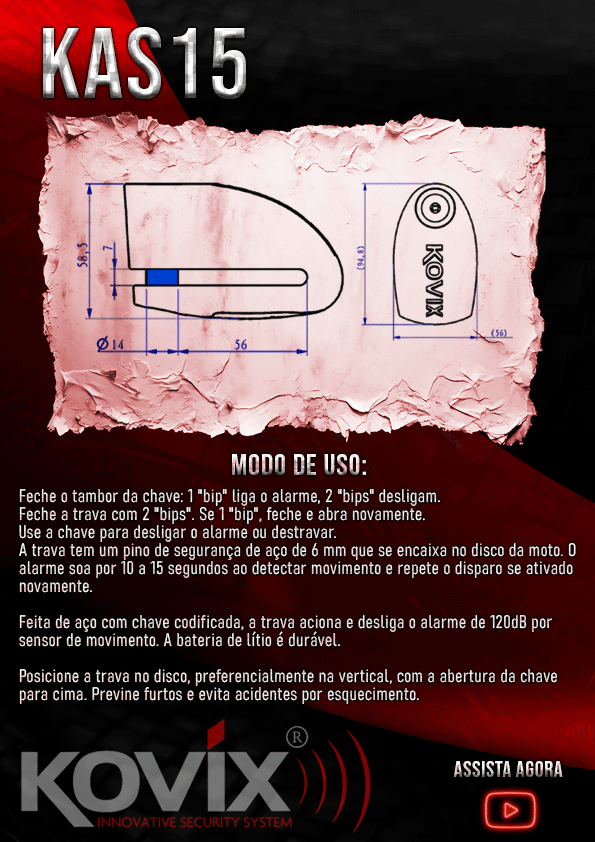 KAS15
58,5
7
Ø14
56
(94,8)
KOVIX
(56)
MODO DE USO:
Feche o tambor da chave: 1 "bip" liga o alarme, 2 "bips" desligam.
Feche a trava com 2 "bips". Se 1 "bip", feche e abra novamente.
Use a chave para desligar o alarme ou destravar.
A trava tem um pino de segurança de aço de 6 mm que se encaixa no disco da moto. O
alarme soa por 10 a 15 segundos ao detectar movimento e repete o disparo se ativado
novamente.
Feita de aço com chave codificada, a trava aciona e desliga o alarme de 120dB por
sensor de movimento. A bateria de lítio é durável.
Posicione a trava no disco, preferencialmente na vertical, com a abertura da chave
para cima. Previne furtos e evita acidentes por esquecimento.
KOVIX®
INNOVATIVE SECURITY SYSTEM
ASSISTA AGORA